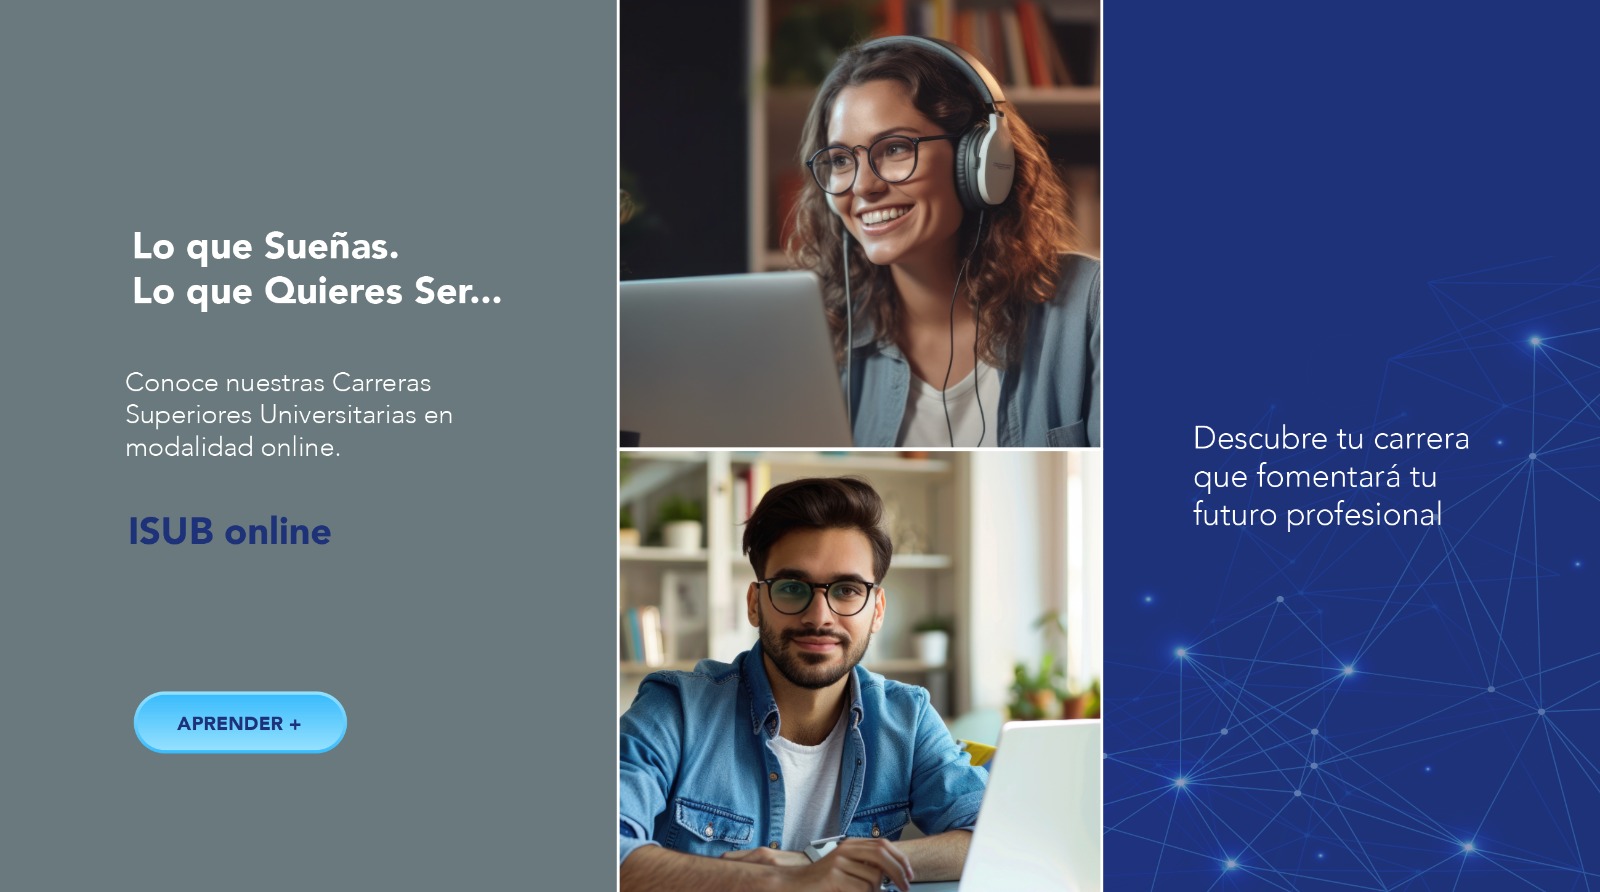 Lo que Sueñas.
Lo que Quieres Ser...
Conoce nuestras Carreras
Superiores Universitarias en
modalidad online.
ISUB online
APRENDER +
Descubre tu carrera
que fomentará tu
futuro profesional